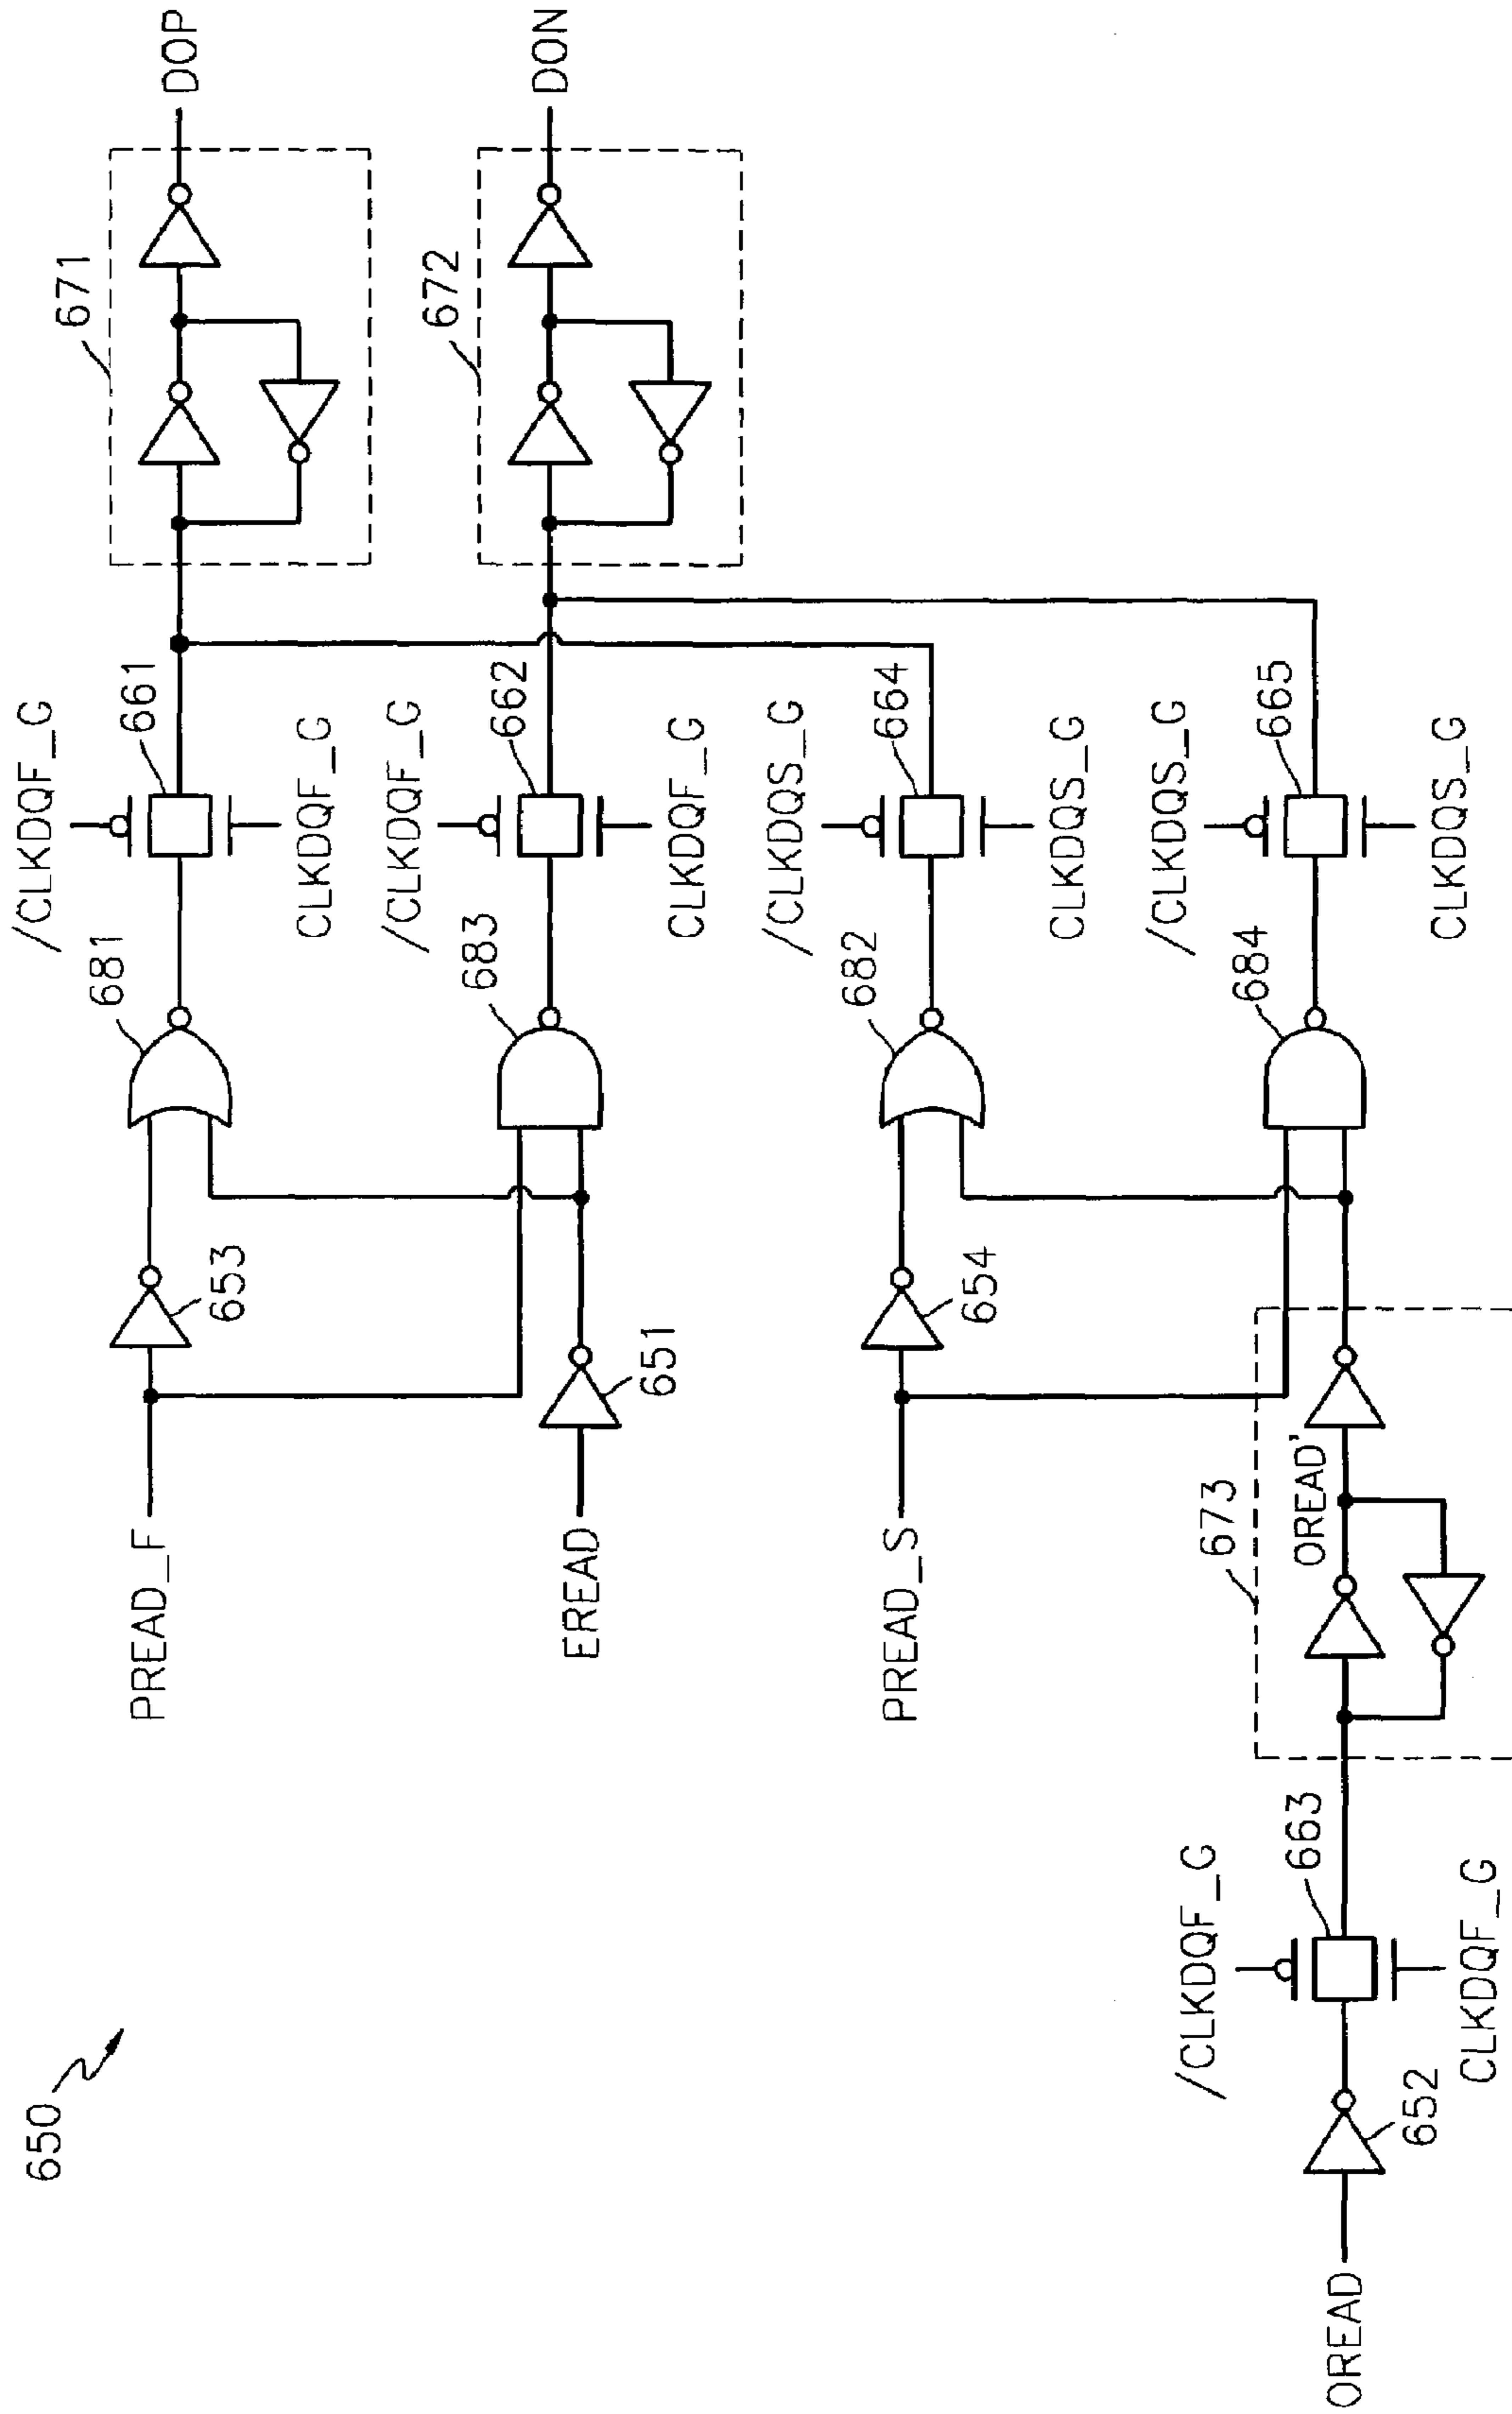 650
/CLKDQF_G
661
671
DOP
681
CLKDQF_G
PREAD_F
653
/CLKDQF_G
662
672
DON
683
CLKDQF_G
EREAD
651
/CLKDQS_G
664
682
CLKDQS_G
PREAD_S
654
/CLKDQS_G
665
684
CLKDQS_G
673
OREAD'
/CLKDQF_G
663
CLKDQF_G
652
OREAD